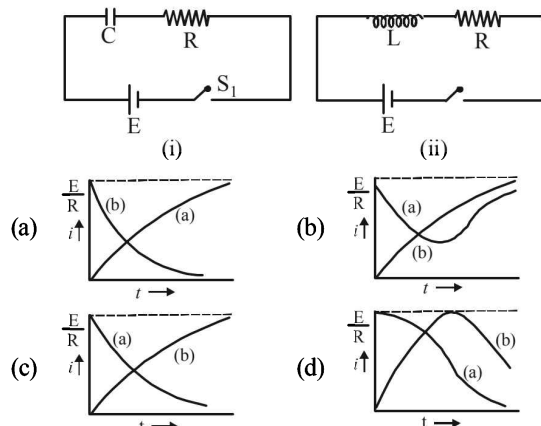 C R L R
E S₁ E
(i) (ii)
(a) E/R i↑ (b) (a) t →
(b) E/R i↑ (a) (b) t →
(c) E/R i↑ (a) (b) t →
(d) E/R i↑ (b) (a) t →